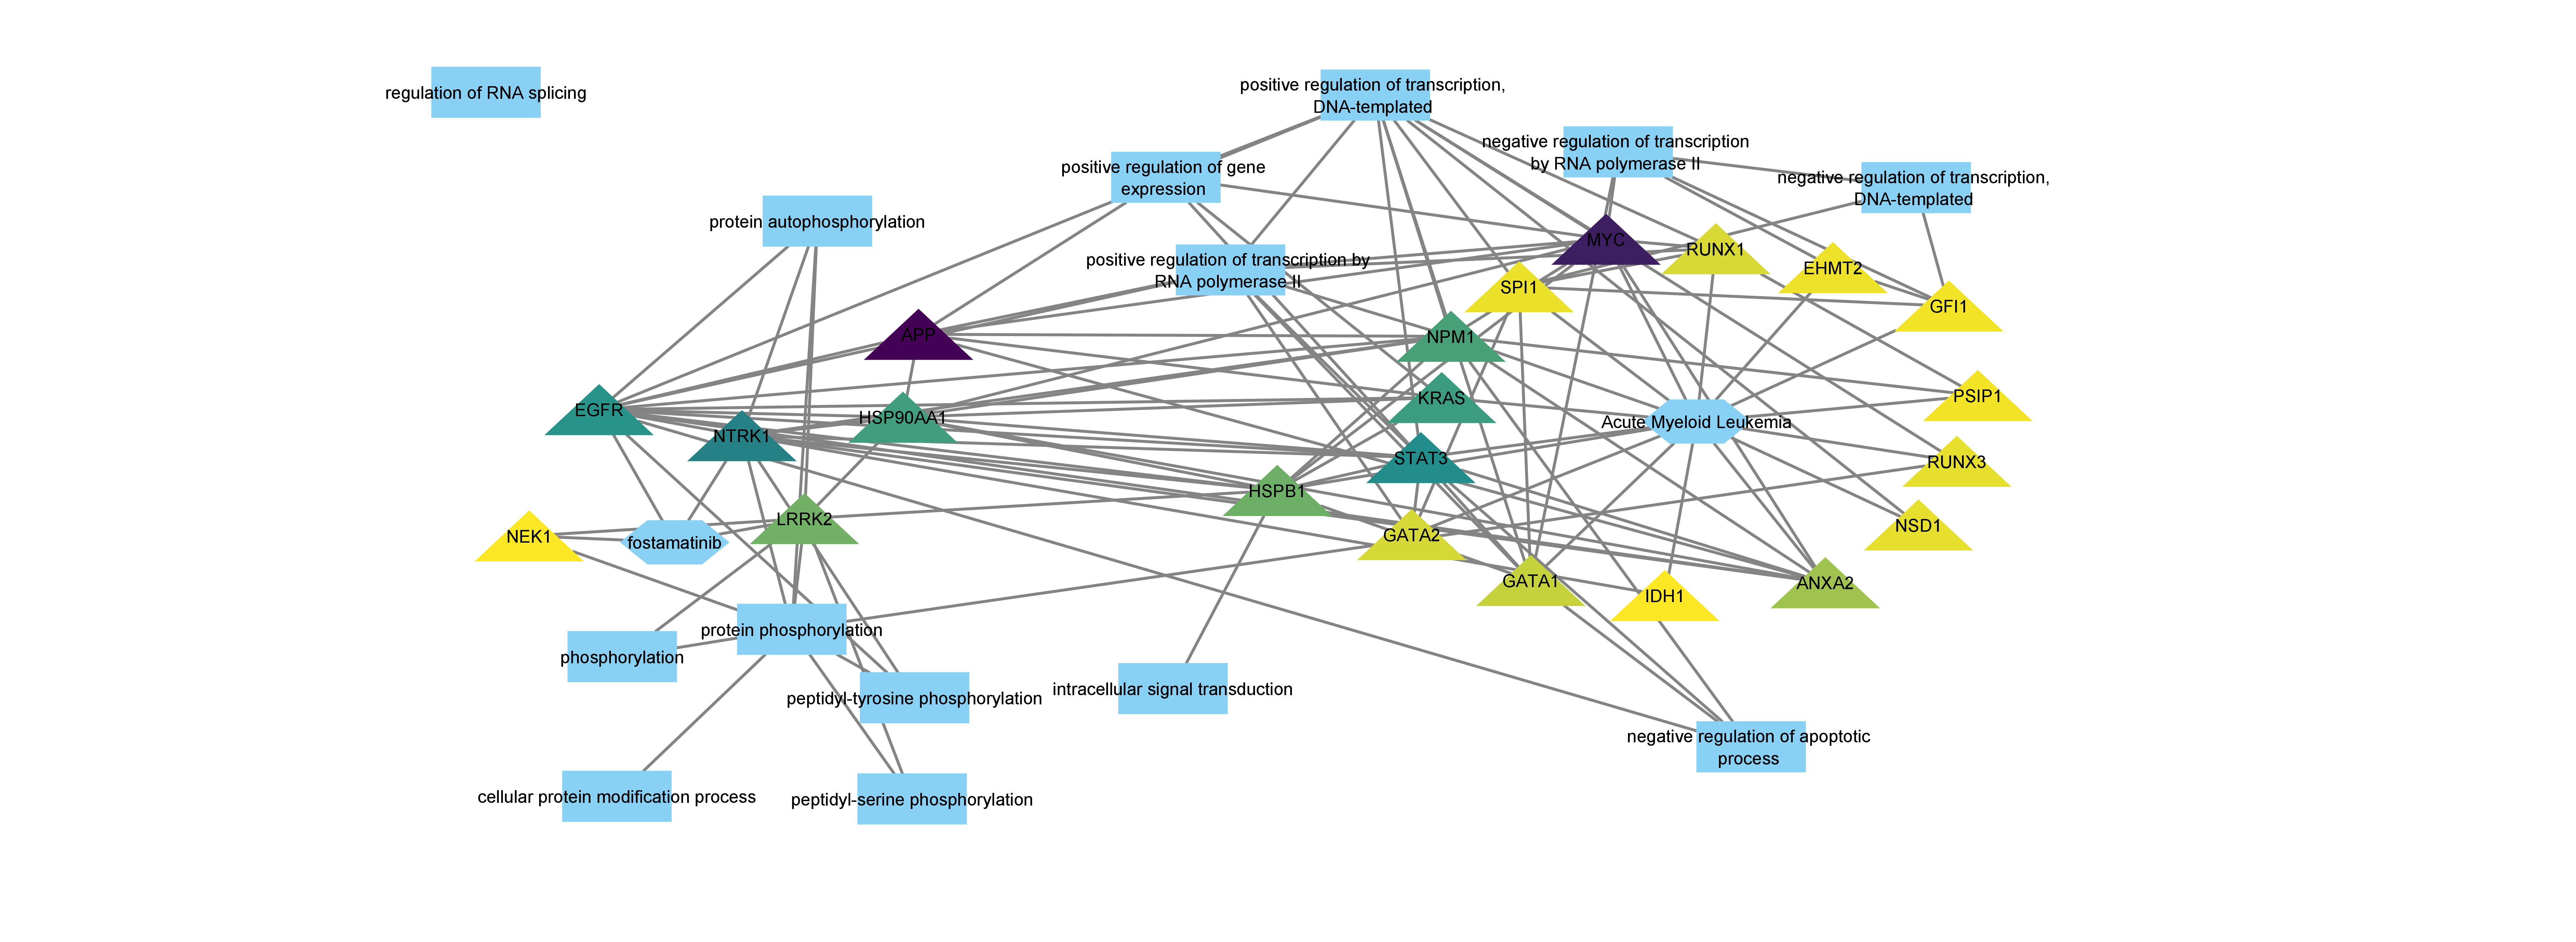 regulation of RNA splicing
positive regulation of transcription,
DNA-templated
negative regulation of transcription
by RNA polymerase II
positive regulation of gene
expression
negative regulation of transcription,
DNA-templated
protein autophosphorylation
MYC
RUNX1
positive regulation of transcription by
RNA polymerase II
EHMT2
SPI1
GFI1
APP
NPM1
PSIP1
KRAS
EGFR
HSP90AA1
Acute Myeloid Leukemia
NTRK1
STAT3
RUNX3
HSPB1
LRRK2
NSD1
NEK1
fostamatinib
GATA2
GATA1
ANXA2
IDH1
protein phosphorylation
phosphorylation
intracellular signal transduction
peptidyl-tyrosine phosphorylation
negative regulation of apoptotic
process
cellular protein modification process
peptidyl-serine phosphorylation